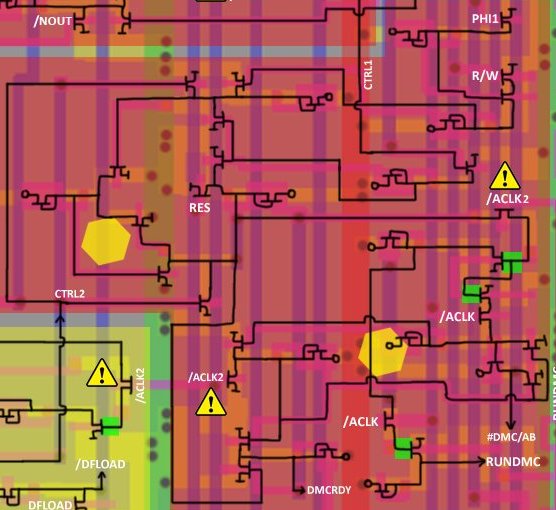 /NOUT
PHI1
CTRL1
R/W
/ACLK2
RES
CTRL2
/ACLK
/ACLK2
/ACLK2
/ACLK
RUNDMC
#DMC/AB
/DFLOAD
RUNDMC
DMCRDY
DFLOAD